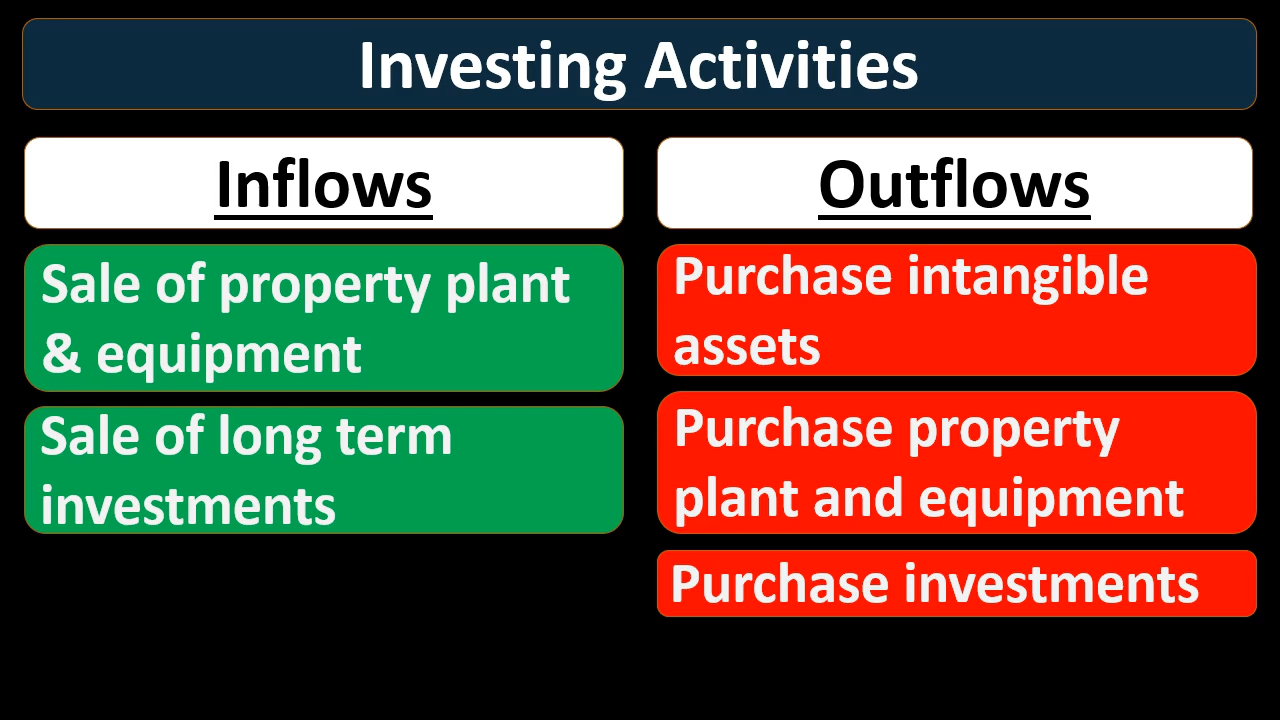 Investing Activities
Inflows
Sale of property plant
& equipment
Sale of long term
investments
Outflows
Purchase intangible
assets
Purchase property
plant and equipment
Purchase investments